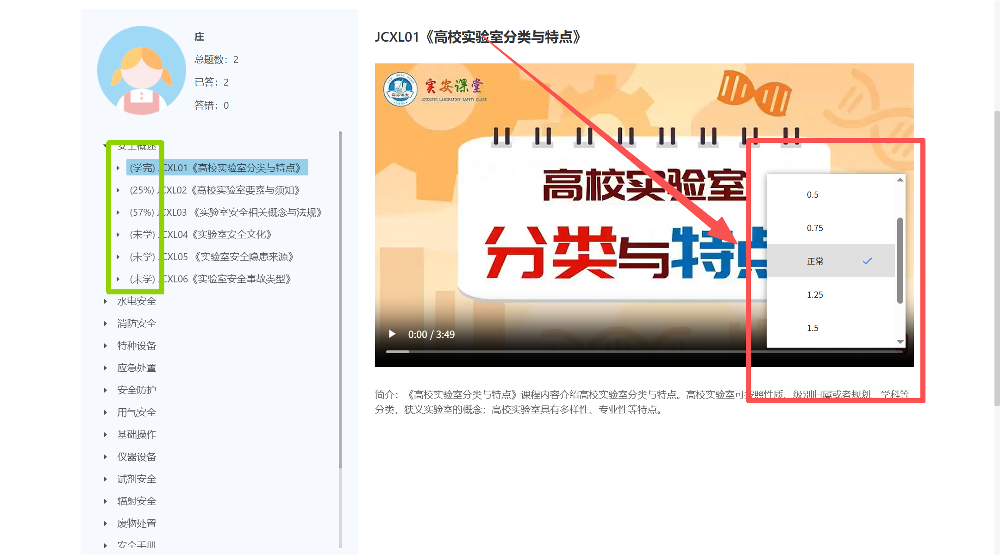 庄
总题数：2
已答：2
答错：0
安全概述
(学完) JCXL01《高校实验室分类与特点》
(25%) JCXL02《高校实验室要素与须知》
(57%) JCXL03 《实验室安全相关概念与法规》
(未学) JCXL04《实验室安全文化》
(未学) JCXL05 《实验室安全隐患来源》
(未学) JCXL06《实验室安全事故类型》
水电安全
消防安全
特种设备
应急处置
安全防护
用气安全
基础操作
仪器设备
试剂安全
辐射安全
废物处置
安全手册
JCXL01《高校实验室分类与特点》
实安课堂
JCEDUTEC LABORATORY SAFETY CLASS
高校实验室
分类与特点
0.5
0.75
正常
1.25
1.5
0:00 / 3:49
简介：《高校实验室分类与特点》课程内容介绍高校实验室分类与特点。高校实验室可按照性质、级别归属或者规划、学科等
分类，狭义实验室的概念；高校实验室具有多样性、专业性等特点。